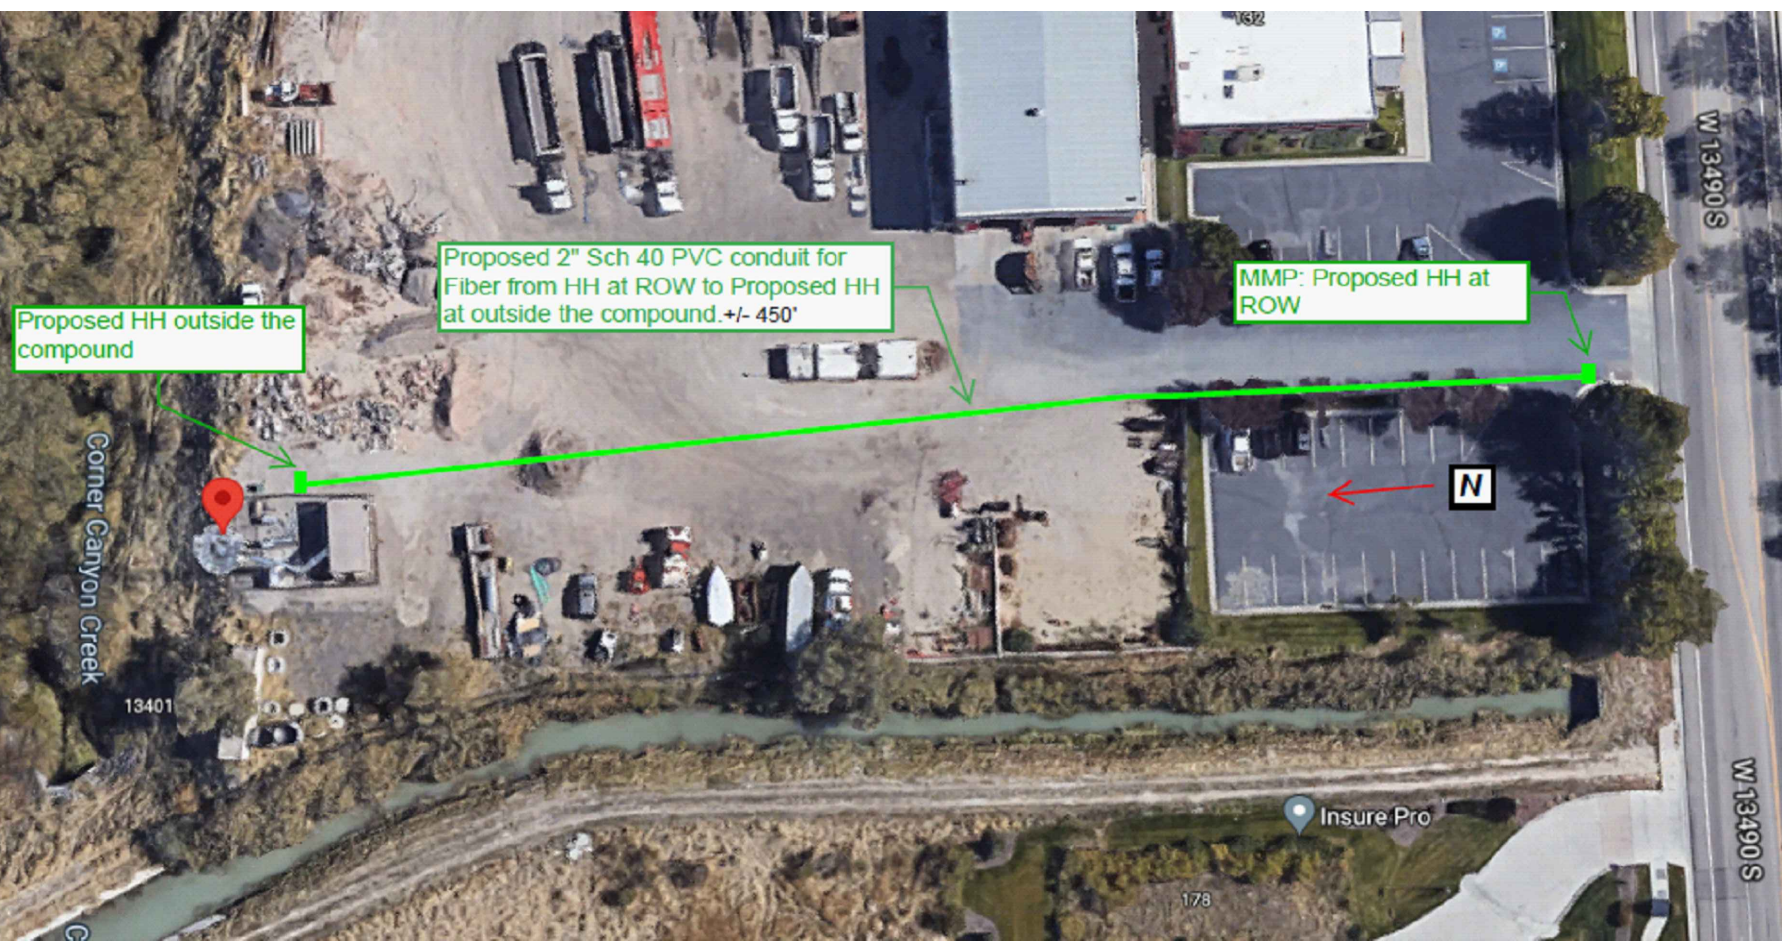 132
W 13490 S
Proposed 2" Sch 40 PVC conduit for
Fiber from HH at ROW to Proposed HH
at outside the compound.+/- 450'
MMP: Proposed HH at
ROW
Proposed HH outside the
compound
N
Corner Canyon Creek
13401
W 13490 S
Insure Pro
178
C